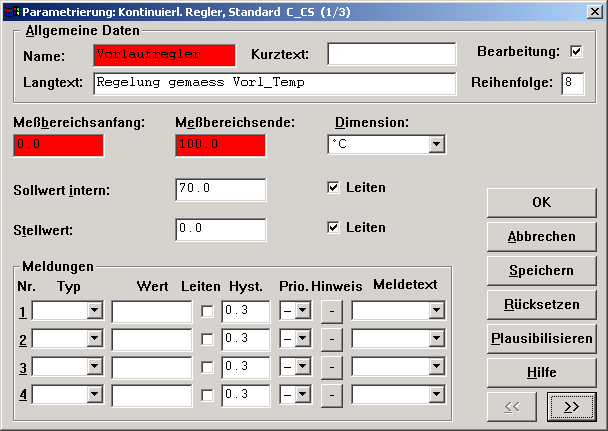 Parametrierung: Kontinuierl. Regler, Standard C_CS (1/3)
Allgemeine Daten
Name: Vorlaufregler Kurztext: Bearbeitung:
Langtext: Regelung gemaess Vorl_Temp Reihenfolge: 8
Meßbereichsanfang: Meßbereichsende: Dimension:
0.0 100.0 °C
Sollwert intern: 70.0 Leiten
Stellwert: 0.0 Leiten
OK
Abbrechen
Speichern
Rücksetzen
Plausibilisieren
Hilfe
<< >>
Meldungen
Nr. Typ Wert Leiten Hyst. Prio. Hinweis Meldetext
1 0.3 – -
2 0.3 – -
3 0.3 – -
4 0.3 – -